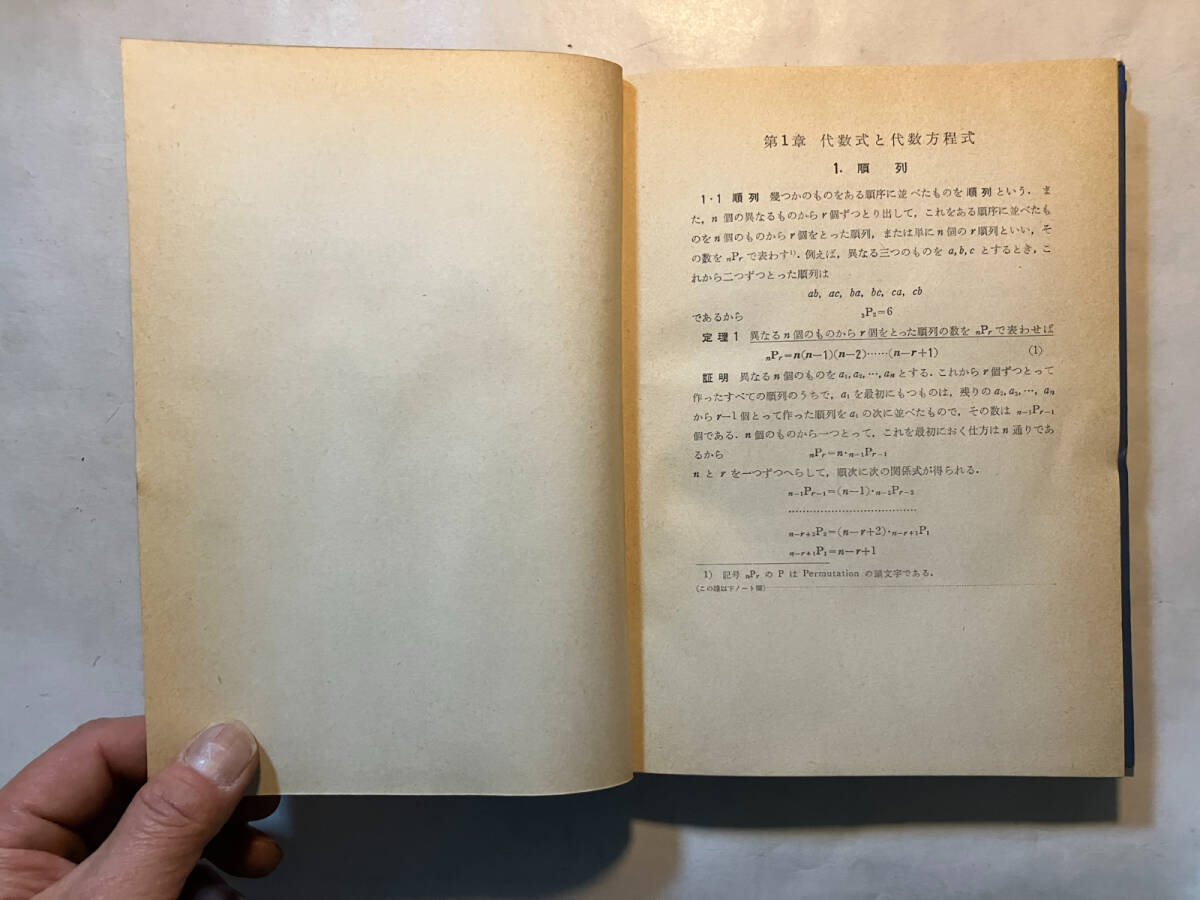 第1章 代数式と代数方程式
1. 順 列
1・1 順列 幾つかのものをある順序に並べたものを順列という. ま
た, n 個の異なるものから r 個ずつとり出して, これをある順序に並べたも
のを n 個のものから r 個をとった順列, または単に n 個の r 順列といい, そ
の数を nPr で表わす1). 例えば, 異なる三つのものを a, b, c とするとき, こ
れから二つずつとった順列は
ab, ac, ba, bc, ca, cb
であるから 3P2=6
定理1 異なる n 個のものから r 個をとった順列の数を nPr で表わせば
nPr=n(n−1)(n−2)……(n−r+1) (1)
証明 異なる n 個のものを a1, a2, …, an とする. これから r 個ずつとって
作ったすべての順列のうちで, a1 を最初にもつものは, 残りの a2, a3, …, an
から r−1 個とって作った順列を a1 の次に並べたもので, その数は n−1Pr−1
個である. n 個のものから一つとって, これを最初におく仕方は n 通りであ
るから nPr=n・n−1Pr−1
n と r を一つずつへらして, 順次に次の関係式が得られる.
n−1Pr−1=(n−1)・n−2Pr−2
………………………………
n−r+2P2=(n−r+2)・n−r+1P1
n−r+1P1=n−r+1
1) 記号 nPr の P は Permutation の頭文字である.
(この線以下ノート欄)